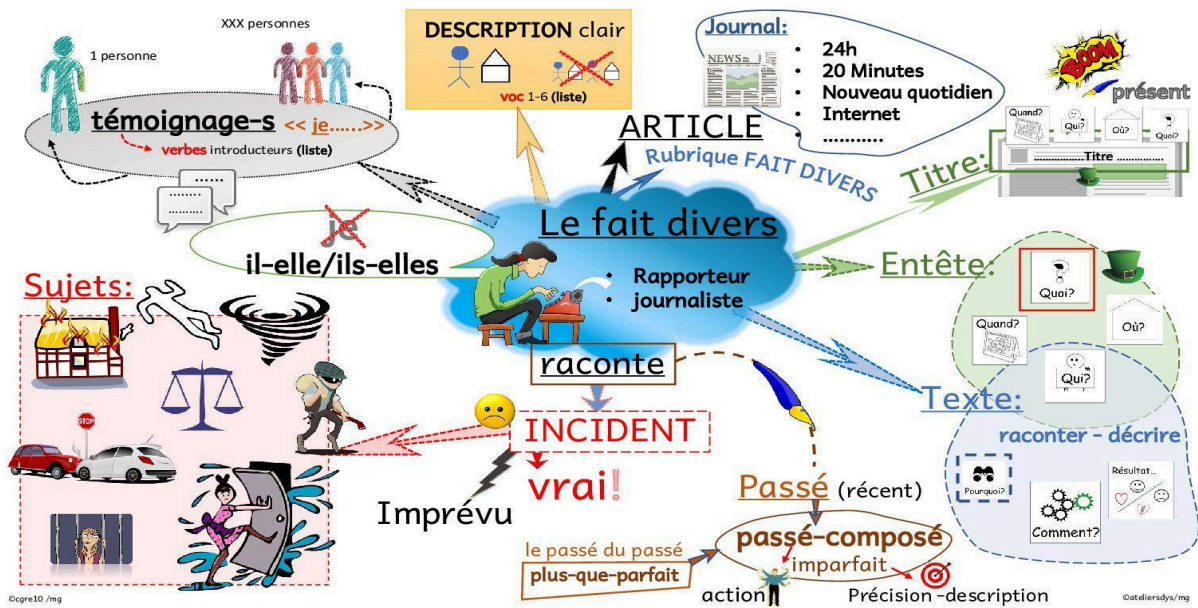 XXX personnes
1 personne
témoignage-s << je......>>
verbes introducteurs (liste)
........
..........
......
DESCRIPTION clair
voc 1-6 (liste)
Journal:
NEWS
• 24h
• 20 Minutes
• Nouveau quotidien
• Internet
• ...........
ARTICLE
Rubrique FAIT DIVERS
BOOM
présent
Quand?
Qui?
Où?
Quoi?
Titre:
...............Titre ..............
je
il-elle/ils-elles
Le fait divers
• Rapporteur
• journaliste
Entête:
Quoi?
Quand?
Où?
Qui?
Texte:
raconter - décrire
Pourquoi?
Comment?
Résultat...
Sujets:
STOP
raconte
INCIDENT
vrai!
Imprévu
Passé (récent)
passé-composé
imparfait
le passé du passé
plus-que-parfait
action
Précision-description
©cgre10 /mg
©ateliersdys/mg